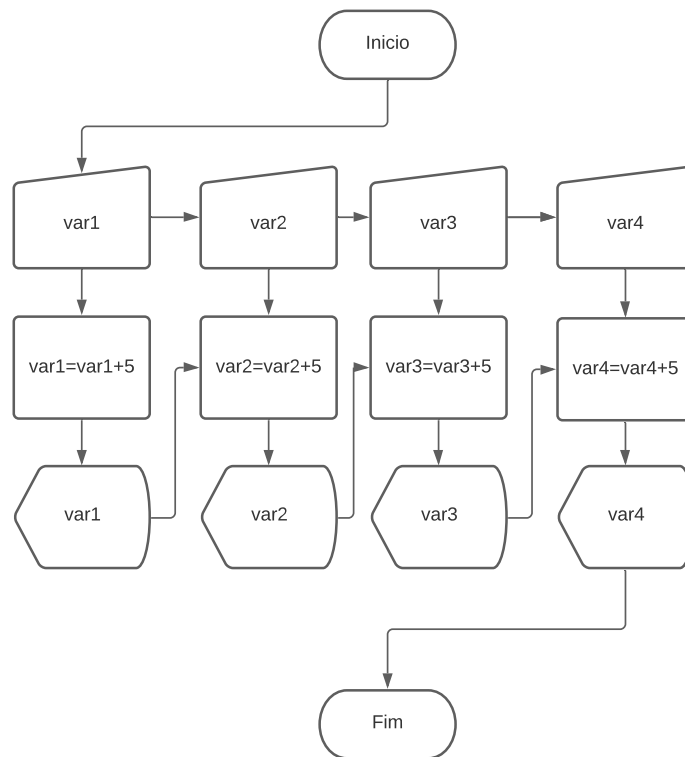 Inicio
var1
var2
var3
var4
var1=var1+5
var2=var2+5
var3=var3+5
var4=var4+5
var1
var2
var3
var4
Fim